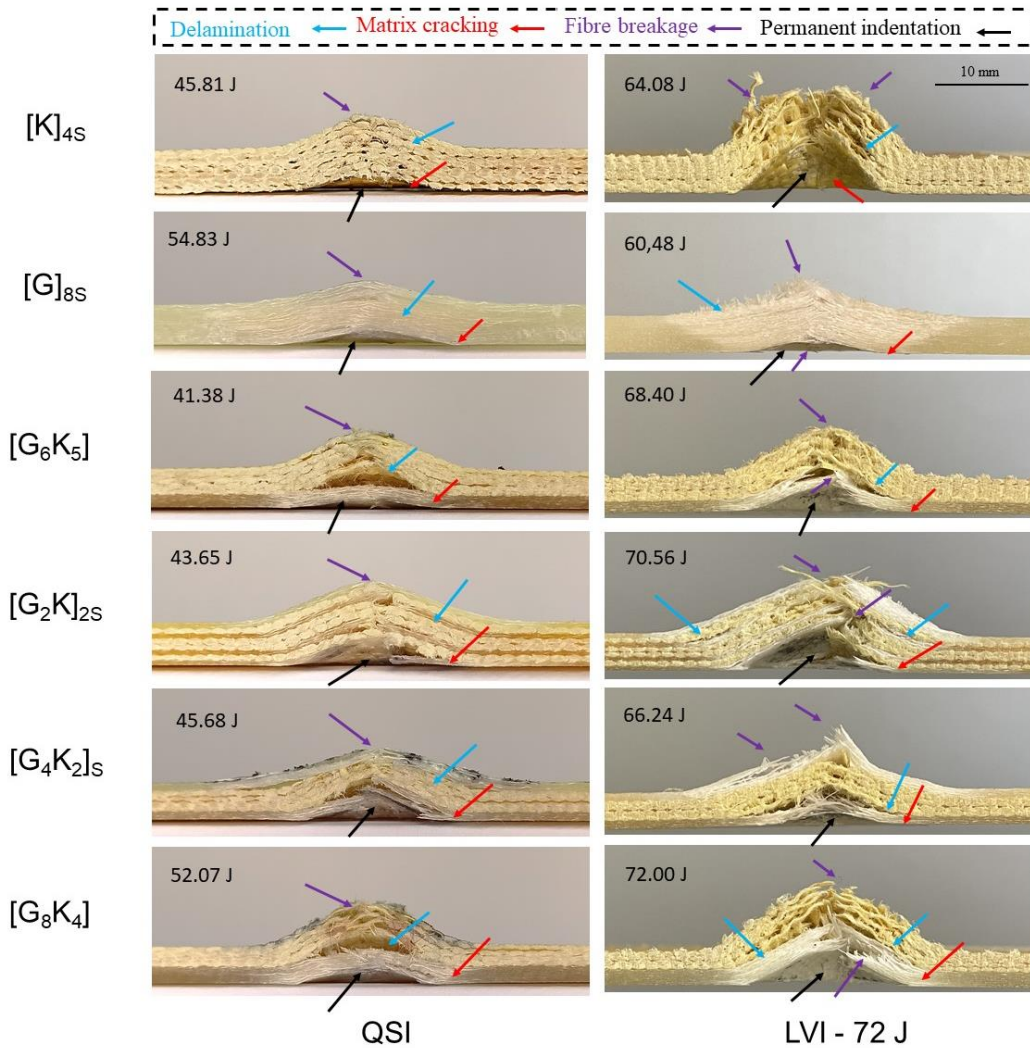 Delamination Matrix cracking Fibre breakage Permanent indentation
[K]4S 45.81 J 64.08 J 10 mm
[G]8S 54.83 J 60,48 J
[G6K5] 41.38 J 68.40 J
[G2K]2S 43.65 J 70.56 J
[G4K2]S 45.68 J 66.24 J
[G8K4] 52.07 J 72.00 J
QSI LVI - 72 J